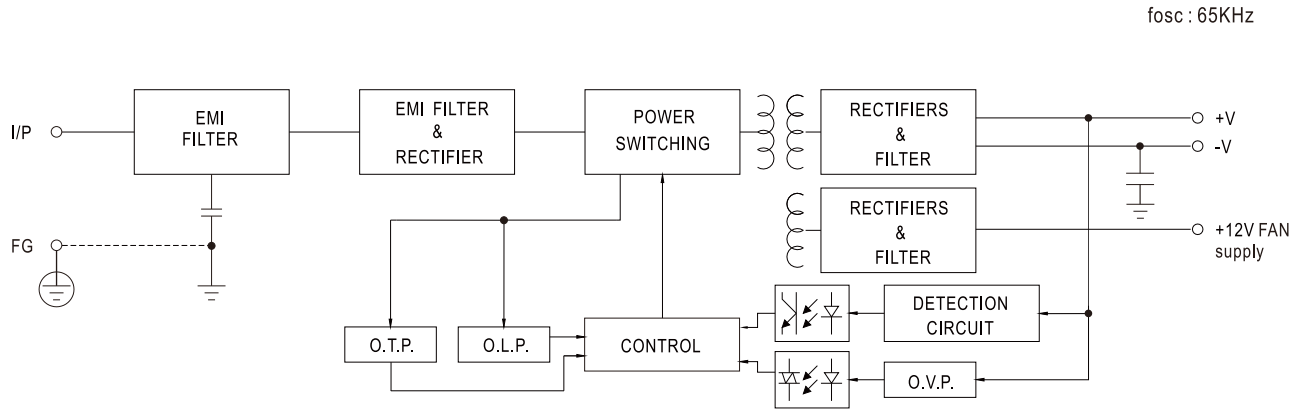 fosc : 65KHz
I/P
EMI
FILTER
EMI FILTER
&
RECTIFIER
POWER
SWITCHING
RECTIFIERS
&
FILTER
+V
-V
FG
RECTIFIERS
&
FILTER
+12V FAN
supply
O.T.P.
O.L.P.
CONTROL
DETECTION
CIRCUIT
O.V.P.